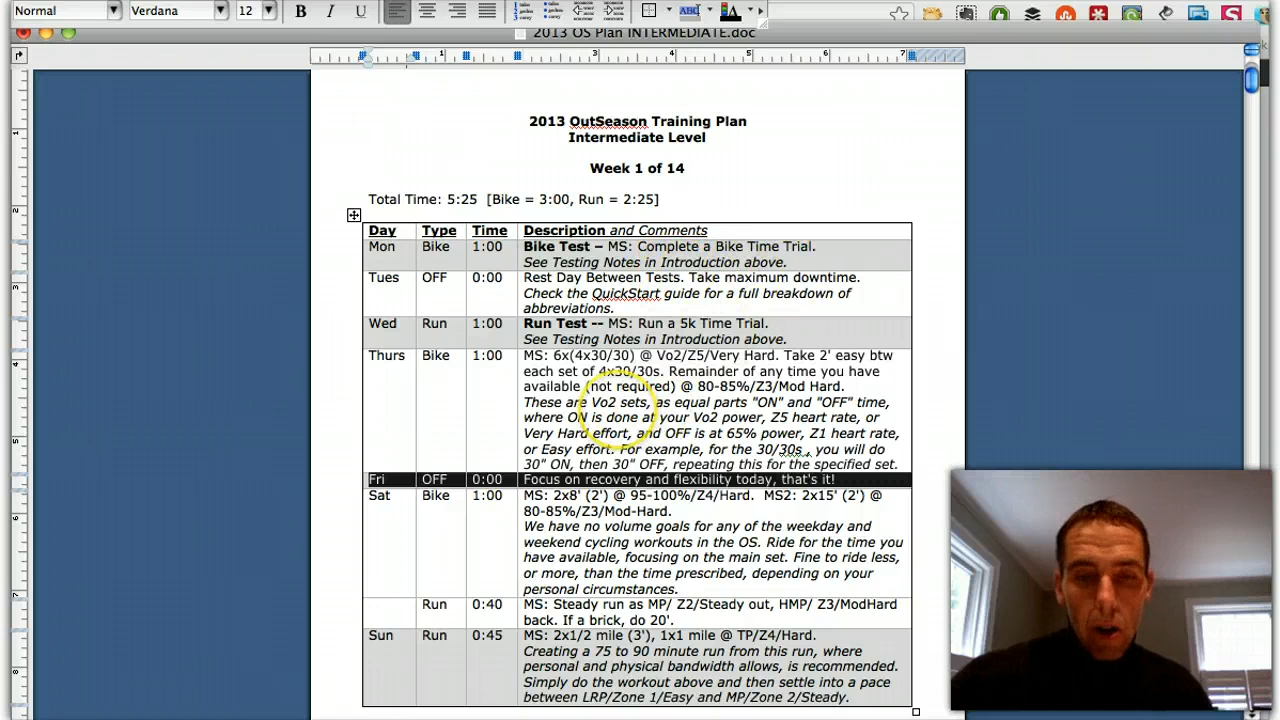 Normal Verdana 12 B I U ABC A
2013 OS Plan INTERMEDIATE.doc
1 3 4 5 6 7
2013 OutSeason Training Plan
Intermediate Level
Week 1 of 14
Total Time: 5:25 [Bike = 3:00, Run = 2:25]
Day Type Time Description and Comments
Mon Bike 1:00 Bike Test – MS: Complete a Bike Time Trial.
See Testing Notes in Introduction above.
Tues OFF 0:00 Rest Day Between Tests. Take maximum downtime.
Check the QuickStart guide for a full breakdown of
abbreviations.
Wed Run 1:00 Run Test -- MS: Run a 5k Time Trial.
See Testing Notes in Introduction above.
Thurs Bike 1:00 MS: 6x(4x30/30) @ Vo2/Z5/Very Hard. Take 2' easy btw
each set of 4x30/30s. Remainder of any time you have
available (not required) @ 80-85%/Z3/Mod Hard.
These are Vo2 sets, as equal parts "ON" and "OFF" time,
where ON is done at your Vo2 power, Z5 heart rate, or
Very Hard effort, and OFF is at 65% power, Z1 heart rate,
or Easy effort. For example, for the 30/30s , you will do
30" ON, then 30" OFF, repeating this for the specified set.
Fri OFF 0:00 Focus on recovery and flexibility today, that's it!
Sat Bike 1:00 MS: 2x8' (2') @ 95-100%/Z4/Hard. MS2: 2x15' (2') @
80-85%/Z3/Mod-Hard.
We have no volume goals for any of the weekday and
weekend cycling workouts in the OS. Ride for the time you
have available, focusing on the main set. Fine to ride less,
or more, than the time prescribed, depending on your
personal circumstances.
Run 0:40 MS: Steady run as MP/ Z2/Steady out, HMP/ Z3/ModHard
back. If a brick, do 20'.
Sun Run 0:45 MS: 2x1/2 mile (3'), 1x1 mile @ TP/Z4/Hard.
Creating a 75 to 90 minute run from this run, where
personal and physical bandwidth allows, is recommended.
Simply do the workout above and then settle into a pace
between LRP/Zone 1/Easy and MP/Zone 2/Steady.